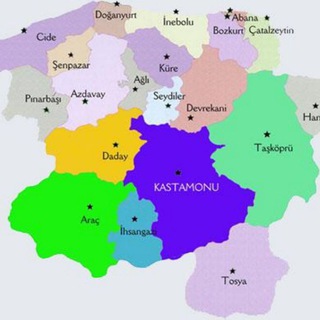 Doğanyurt
İnebolu
Abana
Cide
Bozkurt
Çatalzeytin
Şenpazar
Küre
Ağlı
Azdavay
Seydiler
Pınarbaşı
Devrekani
Han
Taşköprü
Daday
KASTAMONU
Araç
İhsangazi
Tosya